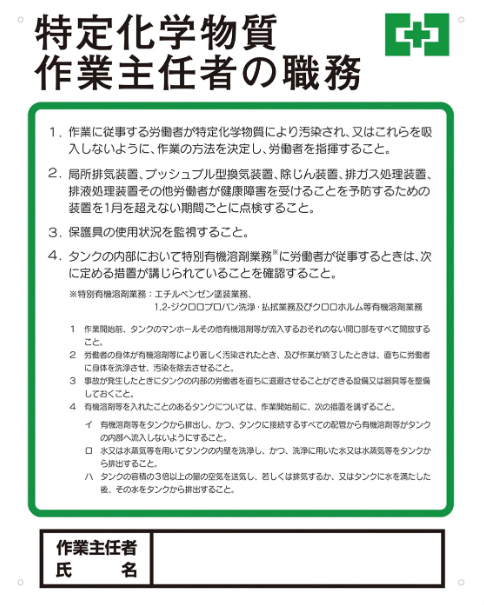 特定化学物質
作業主任者の職務
1. 作業に従事する労働者が特定化学物質により汚染され、又はこれらを吸
入しないように、作業の方法を決定し、労働者を指揮すること。
2. 局所排気装置、プッシュプル型換気装置、除じん装置、排ガス処理装置、
排液処理装置その他労働者が健康障害を受けることを予防するための
装置を1月を超えない期間ごとに点検すること。
3. 保護具の使用状況を監視すること。
4. タンクの内部において特別有機溶剤業務※に労働者が従事するときは、次
に定める措置が講じられていることを確認すること。
※特別有機溶剤業務：エチルベンゼン塗装業務、
1,2-ジクロロプロパン洗浄・払拭業務及びクロロホルム等有機溶剤業務
1 作業開始前、タンクのマンホールその他有機溶剤等が流入するおそれのない開口部をすべて開放する
こと。
2 労働者の身体が有機溶剤等により著しく汚染されたとき、及び作業が終了したときは、直ちに労働者
に身体を洗浄させ、汚染を除去させること。
3 事故が発生したときにタンクの内部の労働者を直ちに退避させることができる設備又は器具等を整備
しておくこと。
4 有機溶剤等を入れたことのあるタンクについては、作業開始前に、次の措置を講ずること。
イ 有機溶剤等をタンクから排出し、かつ、タンクに接続するすべての配管から有機溶剤等がタンク
の内部へ流入しないようにすること。
ロ 水又は水蒸気等を用いてタンクの内壁を洗浄し、かつ、洗浄に用いた水又は水蒸気等をタンクか
ら排出すること。
ハ タンクの容積の3倍以上の量の空気を送気し、若しくは排気するか、又はタンクに水を満たした
後、その水をタンクから排出すること。
作業主任者
氏 名